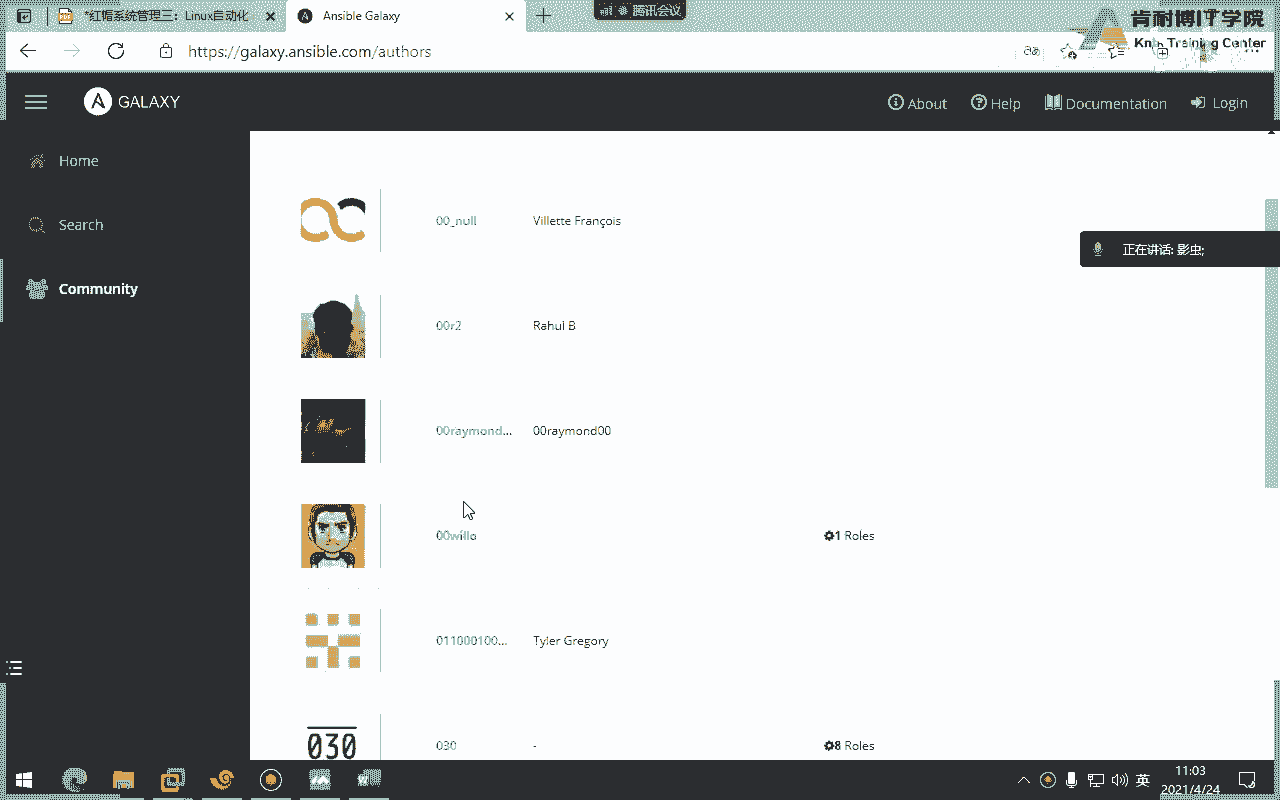 *红帽系统管理三：Linux自动化
Ansible Galaxy
腾讯会议
肯耐博IT学院
Training Center
https://galaxy.ansible.com/authors
GALAXY
About
Help
Documentation
Login
Home
Search
Community
00_null
Villette François
00r2
Rahul B
正在讲话: 影虫;
00raymond...
00raymond00
00willo
1 Roles
011000100...
Tyler Gregory
030
030
-
8 Roles
英
11:03
2021/4/24